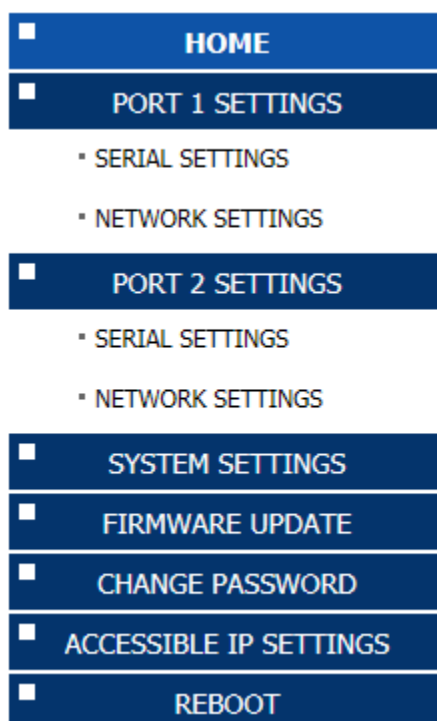 HOME
PORT 1 SETTINGS
SERIAL SETTINGS
NETWORK SETTINGS
PORT 2 SETTINGS
SERIAL SETTINGS
NETWORK SETTINGS
SYSTEM SETTINGS
FIRMWARE UPDATE
CHANGE PASSWORD
ACCESSIBLE IP SETTINGS
REBOOT